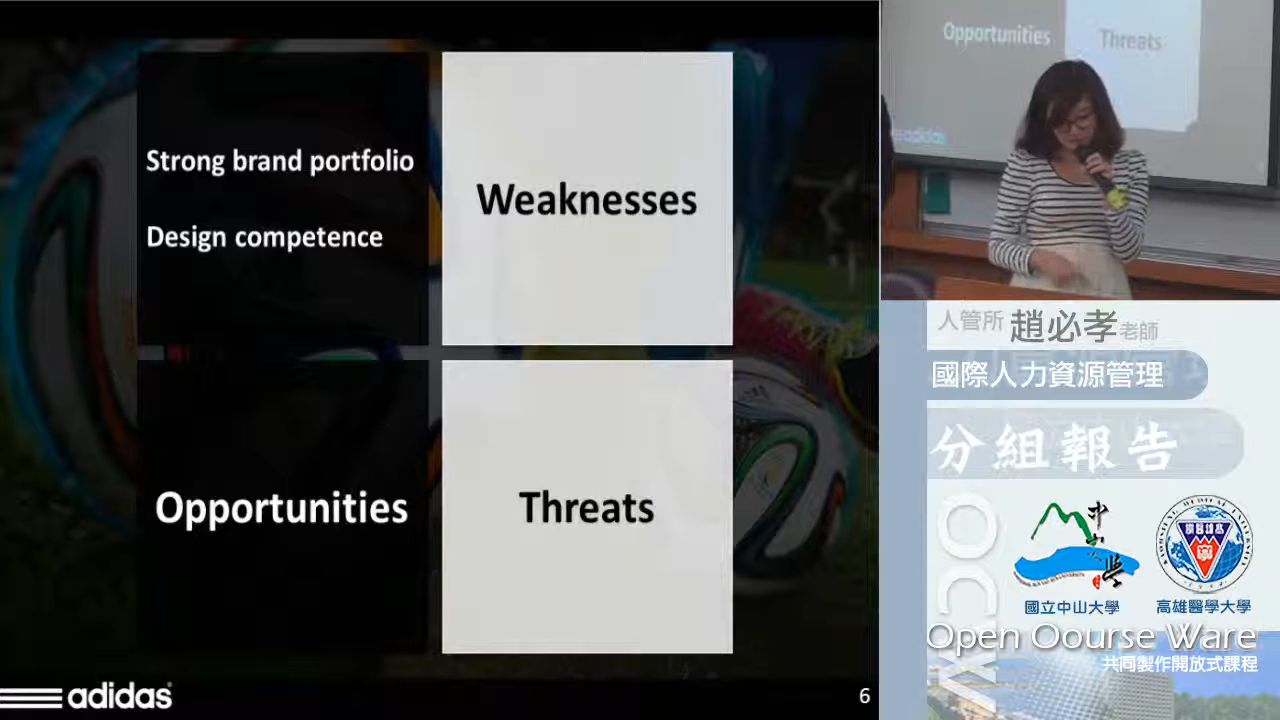 Strong brand portfolio
Design competence
Weaknesses
Opportunities
Threats
adidas
6
Opportunities
Threats
adidas
人管所 趙必孝老師
國際人力資源管理
分組報告
OCW
國立中山大學
高雄醫學大學
Open Oourse Ware
共同製作開放式課程